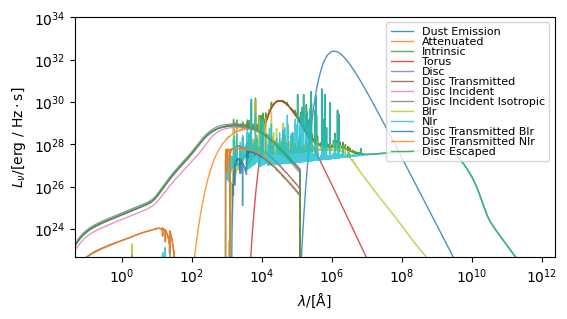 10^34
10^32
10^30
10^28
10^26
10^24
L_ν/[erg / Hz · s]
Dust Emission
Attenuated
Intrinsic
Torus
Disc
Disc Transmitted
Disc Incident
Disc Incident Isotropic
Blr
Nlr
Disc Transmitted Blr
Disc Transmitted Nlr
Disc Escaped
10^0
10^2
10^4
10^6
10^8
10^10
10^12
λ/[Å]